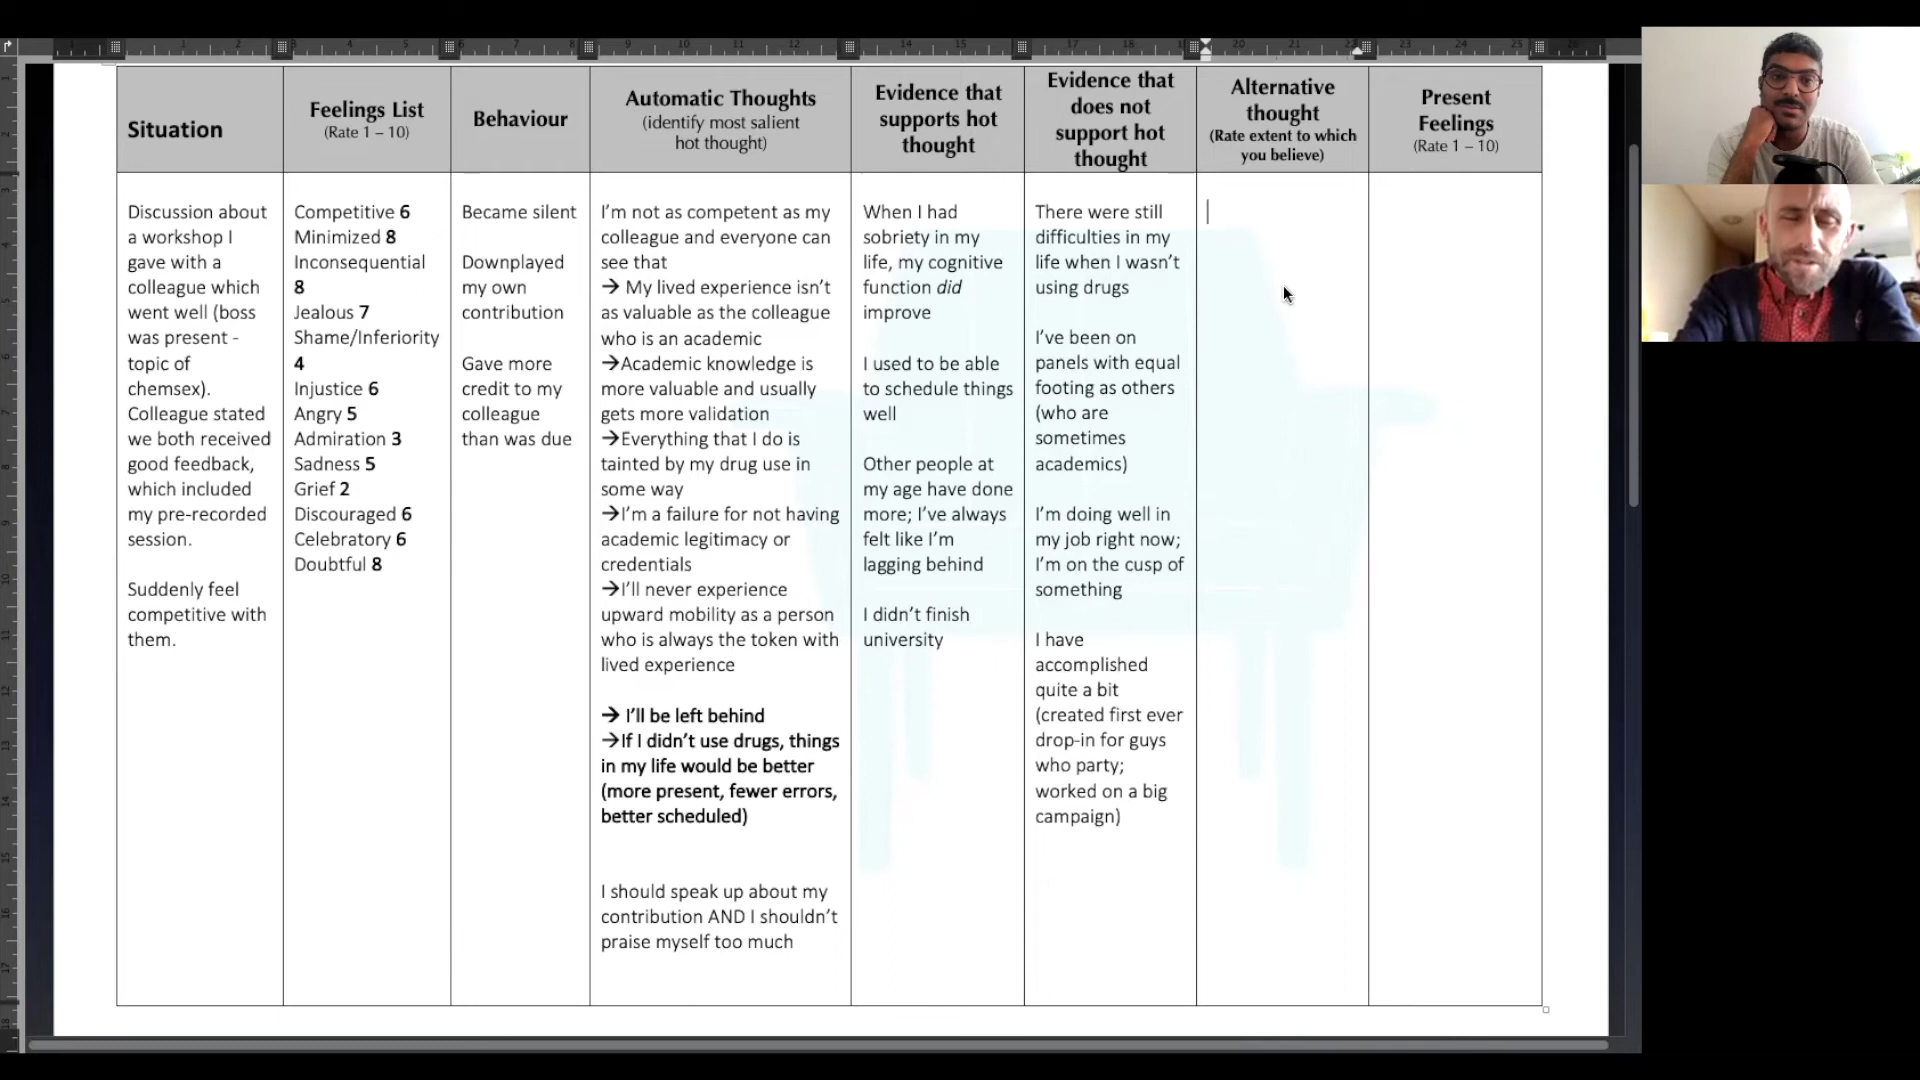 Situation
Feelings List
(Rate 1 – 10)
Behaviour
Automatic Thoughts
(identify most salient
hot thought)
Evidence that
supports hot
thought
Evidence that
does not
support hot
thought
Alternative
thought
(Rate extent to which
you believe)
Present
Feelings
(Rate 1 – 10)
Discussion about
a workshop I
gave with a
colleague which
went well (boss
was present -
topic of
chemsex).
Colleague stated
we both received
good feedback,
which included
my pre-recorded
session.
Suddenly feel
competitive with
them.
Competitive 6
Minimized 8
Inconsequential
8
Jealous 7
Shame/Inferiority
4
Injustice 6
Angry 5
Admiration 3
Sadness 5
Grief 2
Discouraged 6
Celebratory 6
Doubtful 8
Became silent
Downplayed
my own
contribution
Gave more
credit to my
colleague
than was due
I'm not as competent as my
colleague and everyone can
see that
→ My lived experience isn't
as valuable as the colleague
who is an academic
→Academic knowledge is
more valuable and usually
gets more validation
→Everything that I do is
tainted by my drug use in
some way
→I'm a failure for not having
academic legitimacy or
credentials
→I'll never experience
upward mobility as a person
who is always the token with
lived experience
→ I'll be left behind
→If I didn't use drugs, things
in my life would be better
(more present, fewer errors,
better scheduled)
I should speak up about my
contribution AND I shouldn't
praise myself too much
When I had
sobriety in my
life, my cognitive
function did
improve
I used to be able
to schedule things
well
Other people at
my age have done
more; I've always
felt like I'm
lagging behind
I didn't finish
university
There were still
difficulties in my
life when I wasn't
using drugs
I've been on
panels with equal
footing as others
(who are
sometimes
academics)
I'm doing well in
my job right now;
I'm on the cusp of
something
I have
accomplished
quite a bit
(created first ever
drop-in for guys
who party;
worked on a big
campaign)